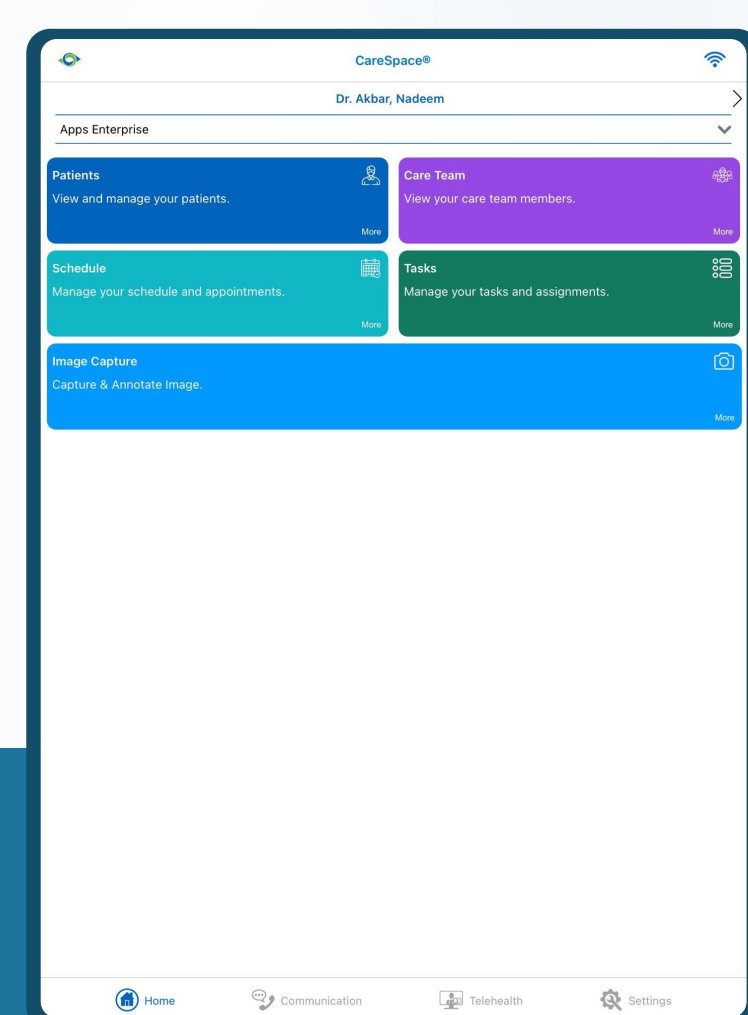 CareSpace®
Dr. Akbar, Nadeem
Apps Enterprise
Patients
View and manage your patients.
More
Care Team
View your care team members.
More
Schedule
Manage your schedule and appointments.
More
Tasks
Manage your tasks and assignments.
More
Image Capture
Capture & Annotate Image.
More
Home
Communication
Telehealth
Settings